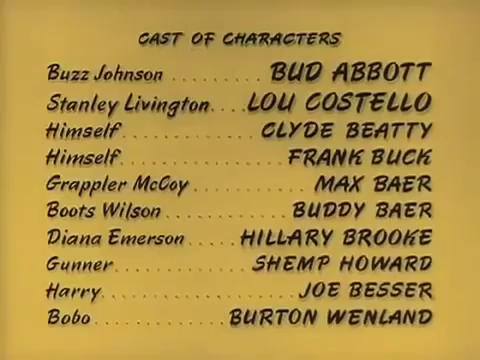 CAST OF CHARACTERS
Buzz Johnson ......... BUD ABBOTT
Stanley Livington.... LOU COSTELLO
Himself.............. CLYDE BEATTY
Himself................ FRANK BUCK
Grappler McCoy ............ MAX BAER
Boots Wilson ............ BUDDY BAER
Diana Emerson ..... HILLARY BROOKE
Gunner............. SHEMP HOWARD
Harry................... JOE BESSER
Bobo............. BURTON WENLAND